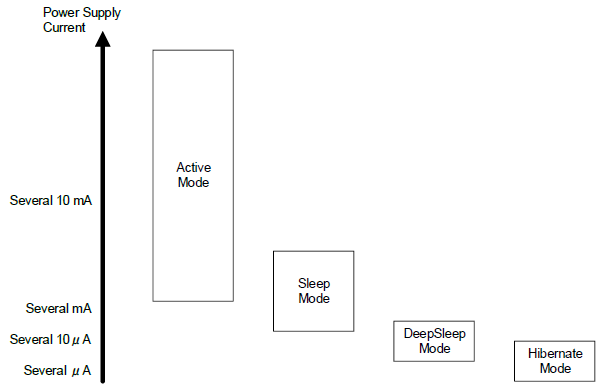 Power Supply
Current
Active
Mode
Several 10 mA
Sleep
Mode
Several mA
DeepSleep
Mode
Several 10 μ A
Hibernate
Mode
Several μ A